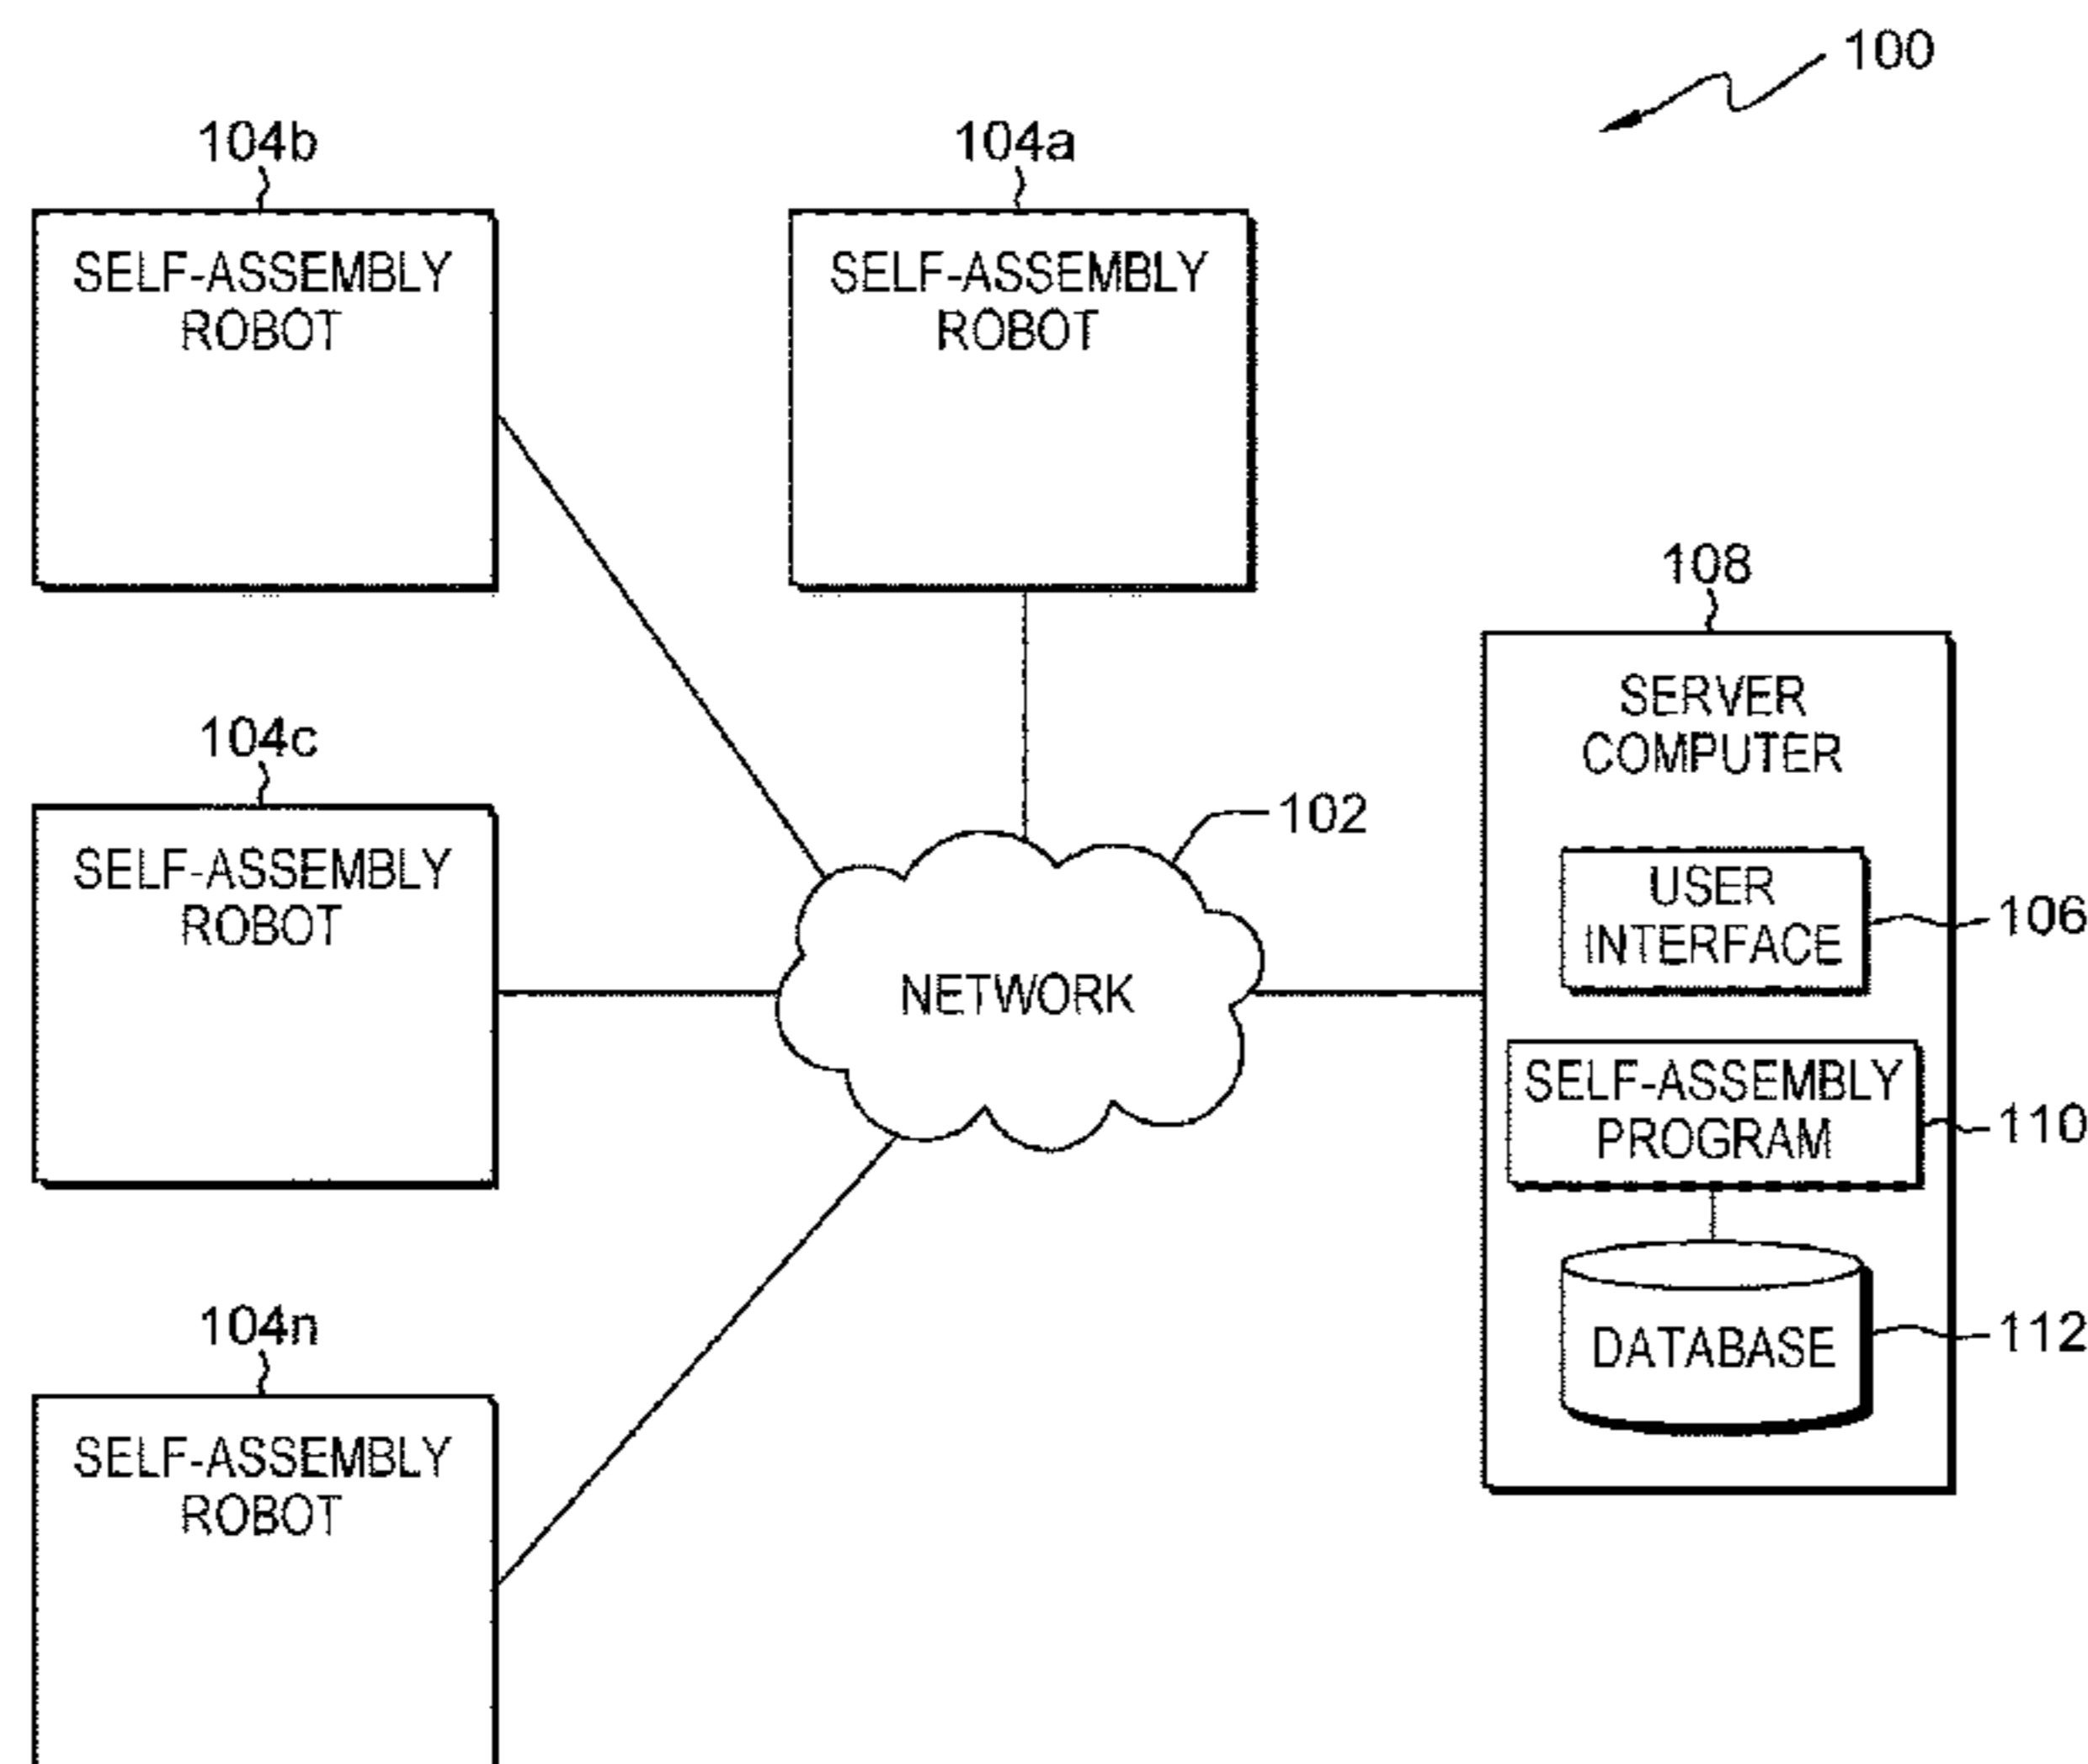 100
104b
SELF-ASSEMBLY
ROBOT
104a
SELF-ASSEMBLY
ROBOT
108
SERVER
COMPUTER
104c
SELF-ASSEMBLY
ROBOT
102
USER
INTERFACE
106
NETWORK
SELF-ASSEMBLY
PROGRAM
110
104n
SELF-ASSEMBLY
ROBOT
DATABASE
112